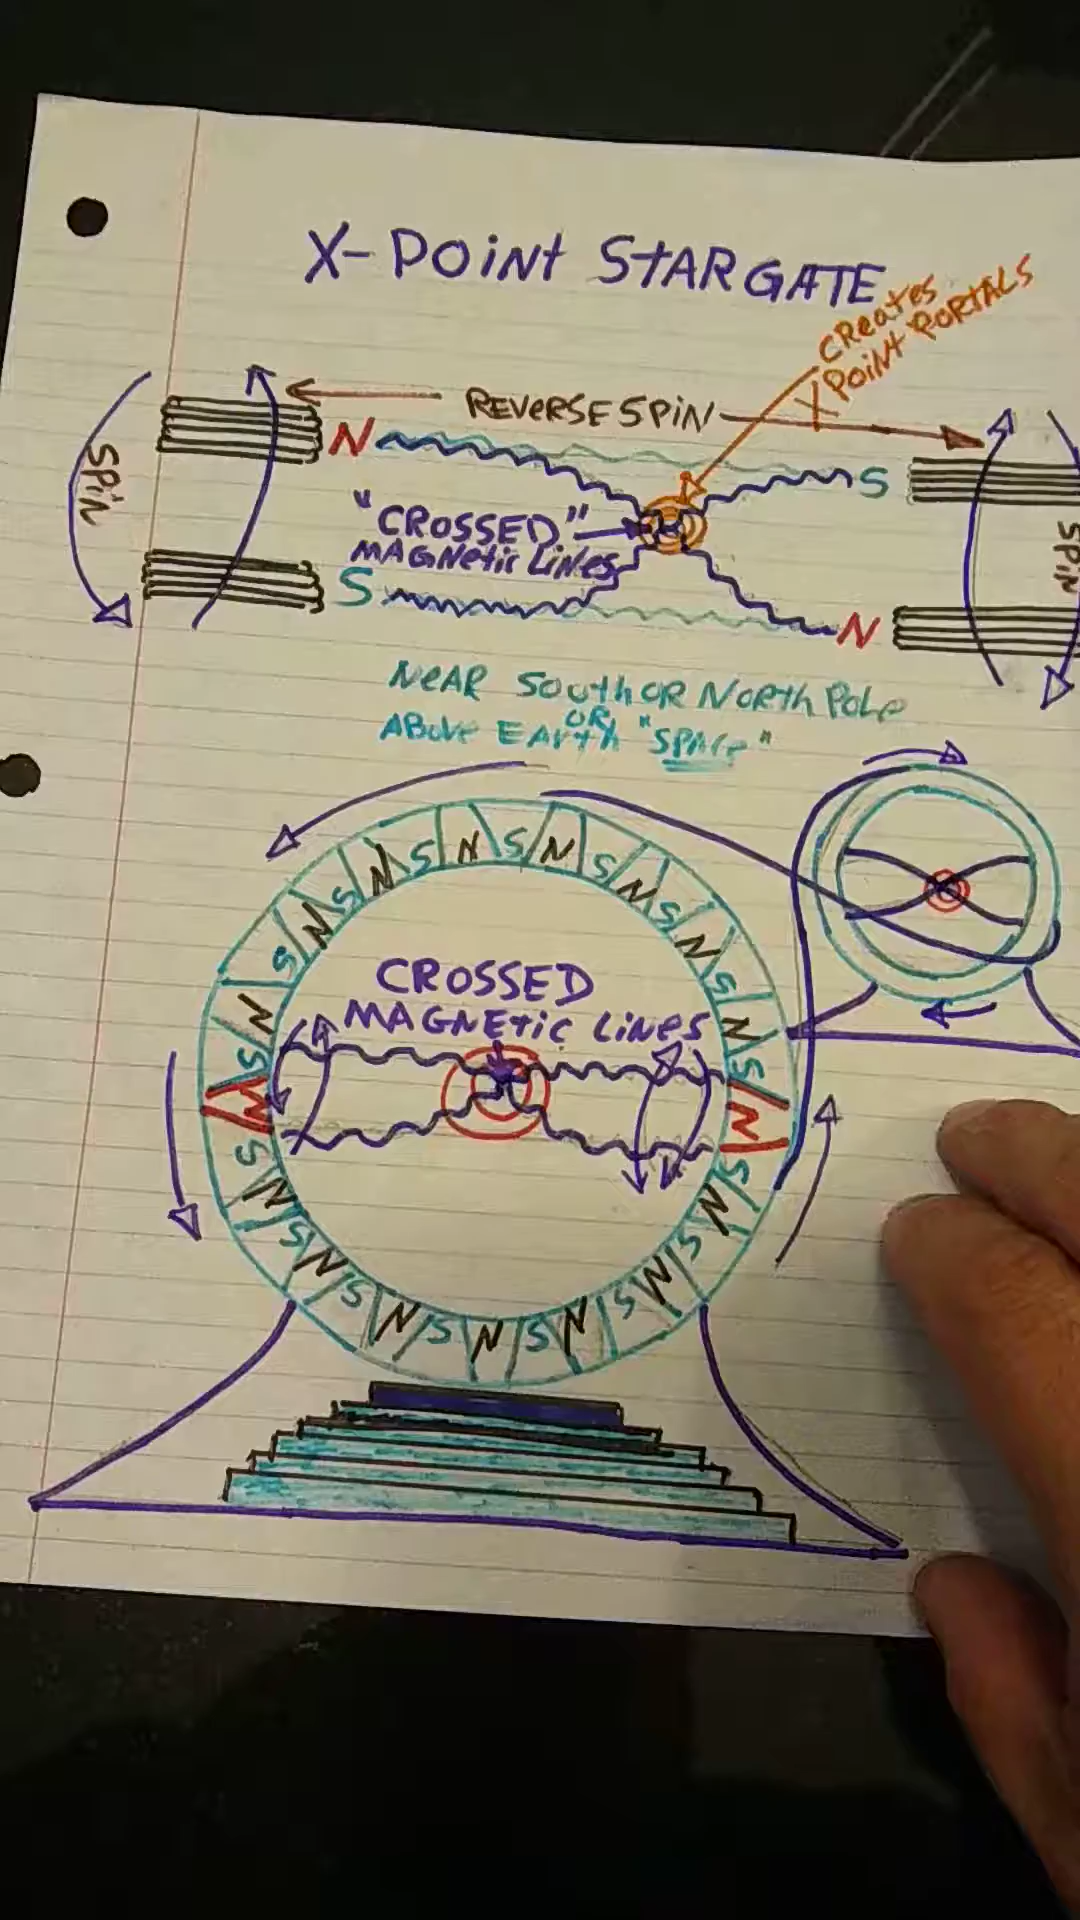 X-POINT STARGATE
CREATES
X POINT PORTALS
REVERSE SPIN
SPIN
N
S
"CROSSED"
MAGNETIC LINES
S
N
SPIN
NEAR SOUTH OR NORTH POLE
OR
ABOVE EARTH "SPACE"
N S N S N S N S N S N S N S N S N S N S N S N S N S N S N S
CROSSED
MAGNETIC LINES